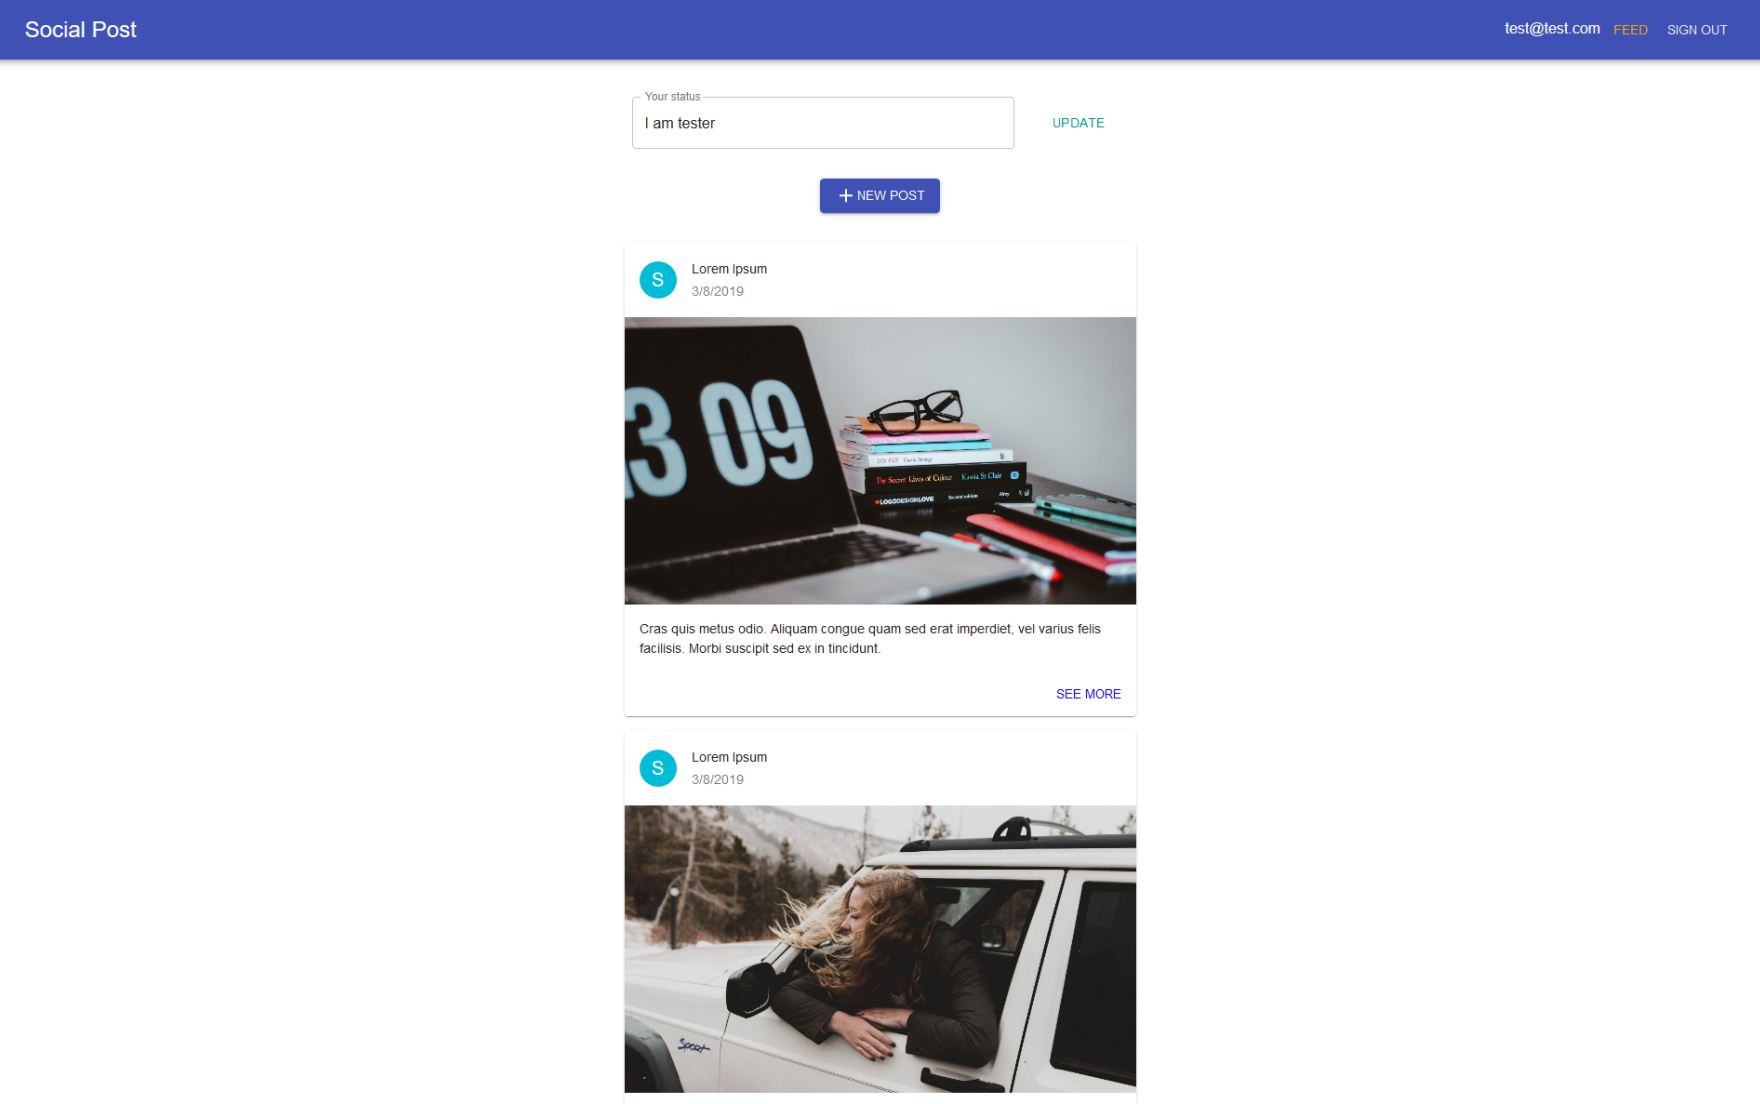 Social Post
test@test.com FEED SIGN OUT
Your status
I am tester
UPDATE
NEW POST
S
Lorem Ipsum
3/8/2019
3 09
The Secret Lives of Colour Kassia St Clair
LOGODESIGNLOVE Second edition Airey
Cras quis metus odio. Aliquam congue quam sed erat imperdiet, vel varius felis
facilisis. Morbi suscipit sed ex in tincidunt.
SEE MORE
S
Lorem Ipsum
3/8/2019
Sport